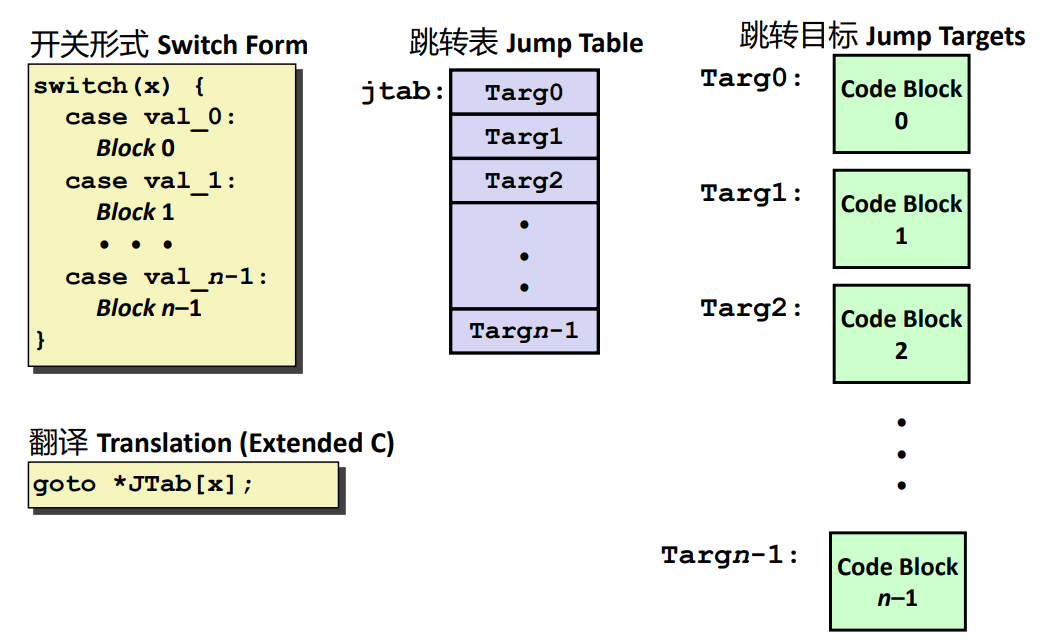 开关形式 Switch Form
switch(x) {
case val_0:
Block 0
case val_1:
Block 1
• • •
case val_n-1:
Block n–1
}
翻译 Translation (Extended C)
goto *JTab[x];
跳转表 Jump Table
jtab:
Targ0
Targ1
Targ2
•
•
•
Targn-1
跳转目标 Jump Targets
Targ0:
Code Block
0
Targ1:
Code Block
1
Targ2:
Code Block
2
•
•
•
Targn-1:
Code Block
n–1